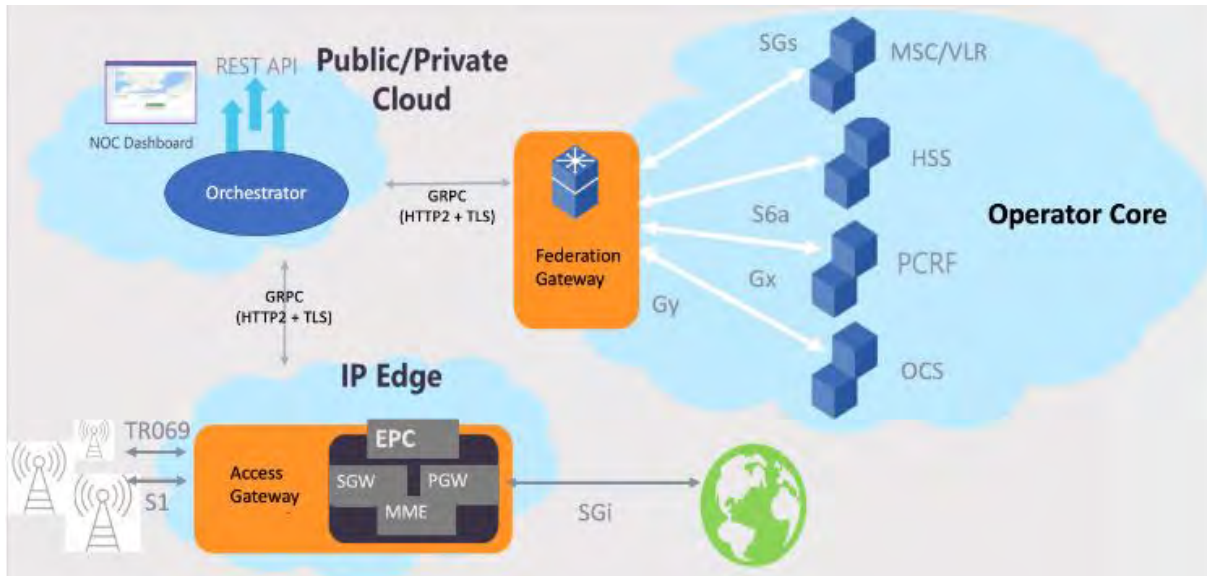 REST API
Public/Private
Cloud
NOC Dashboard
Orchestrator
GRPC
(HTTP2 + TLS)
GRPC
(HTTP2 + TLS)
Federation
Gateway
SGs
MSC/VLR
HSS
S6a
Operator Core
PCRF
Gx
Gy
OCS
IP Edge
TR069
S1
Access
Gateway
EPC
SGW
PGW
MME
SGi